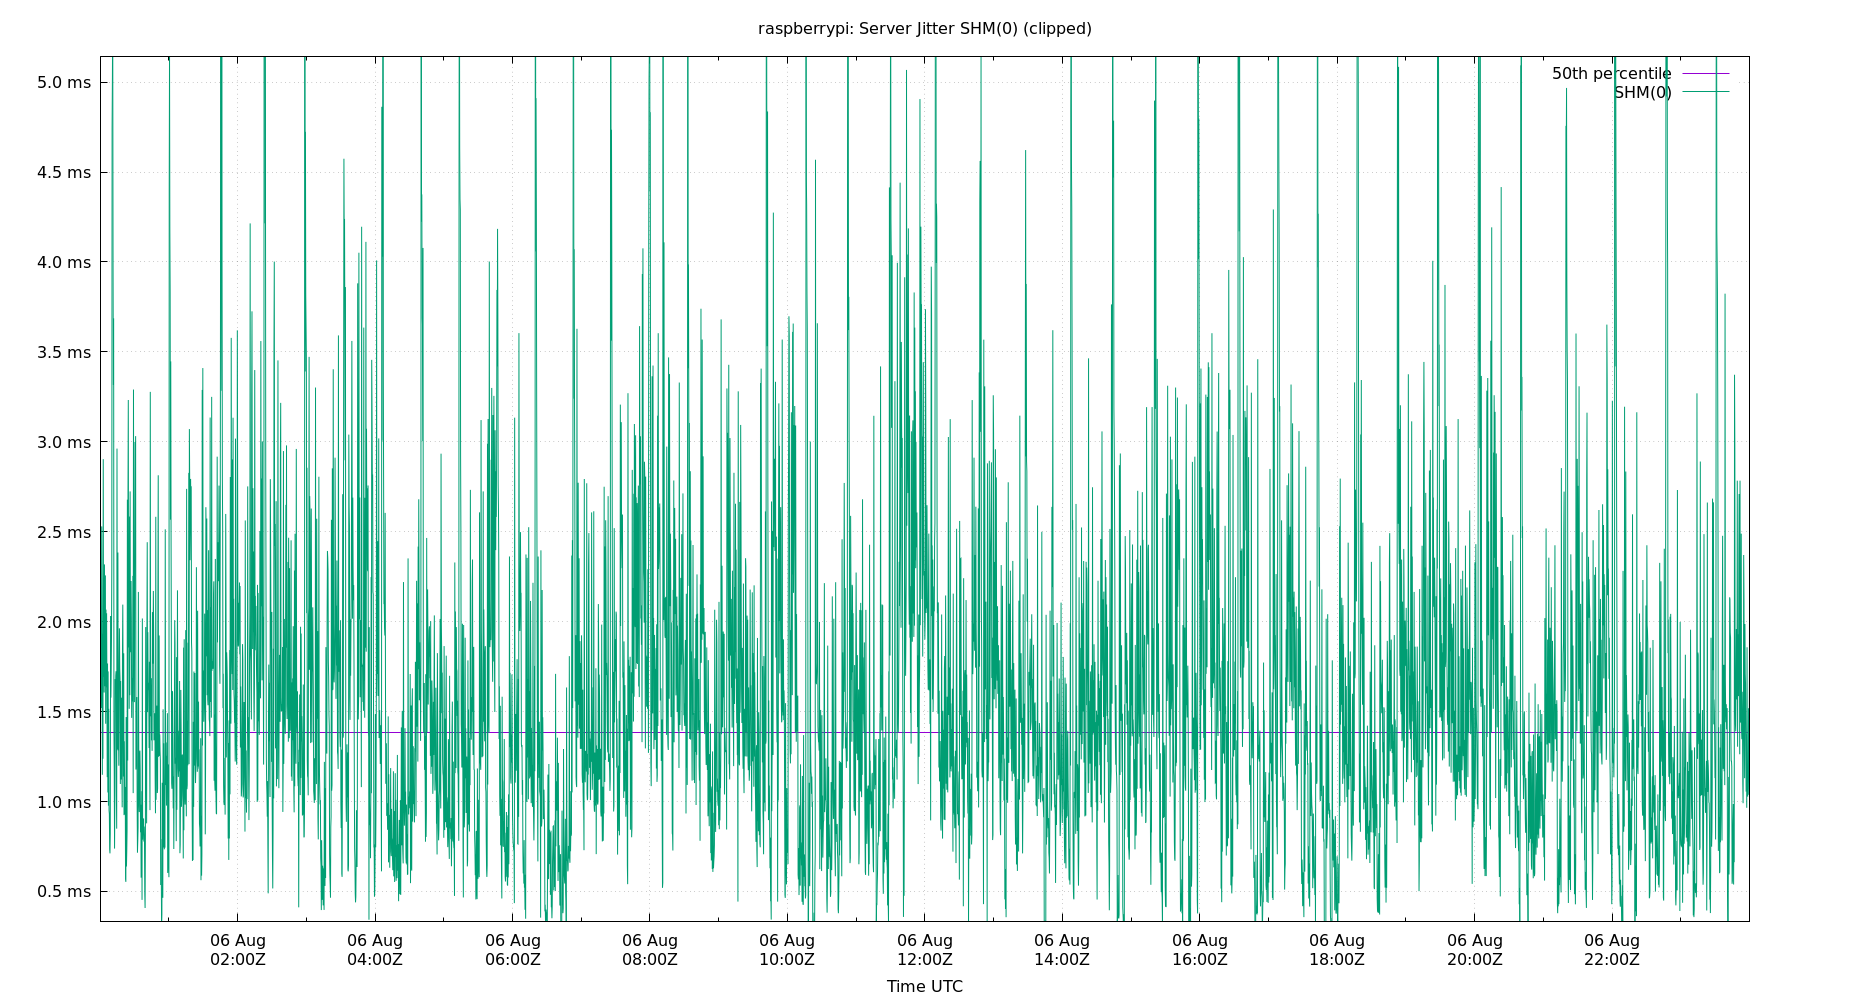 raspberrypi: Server Jitter SHM(0) (clipped)
50th percentile
SHM(0)
5.0 ms
4.5 ms
4.0 ms
3.5 ms
3.0 ms
2.5 ms
2.0 ms
1.5 ms
1.0 ms
0.5 ms
06 Aug 06 Aug 06 Aug 06 Aug 06 Aug 06 Aug 06 Aug 06 Aug 06 Aug 06 Aug 06 Aug
02:00Z 04:00Z 06:00Z 08:00Z 10:00Z 12:00Z 14:00Z 16:00Z 18:00Z 20:00Z 22:00Z
Time UTC